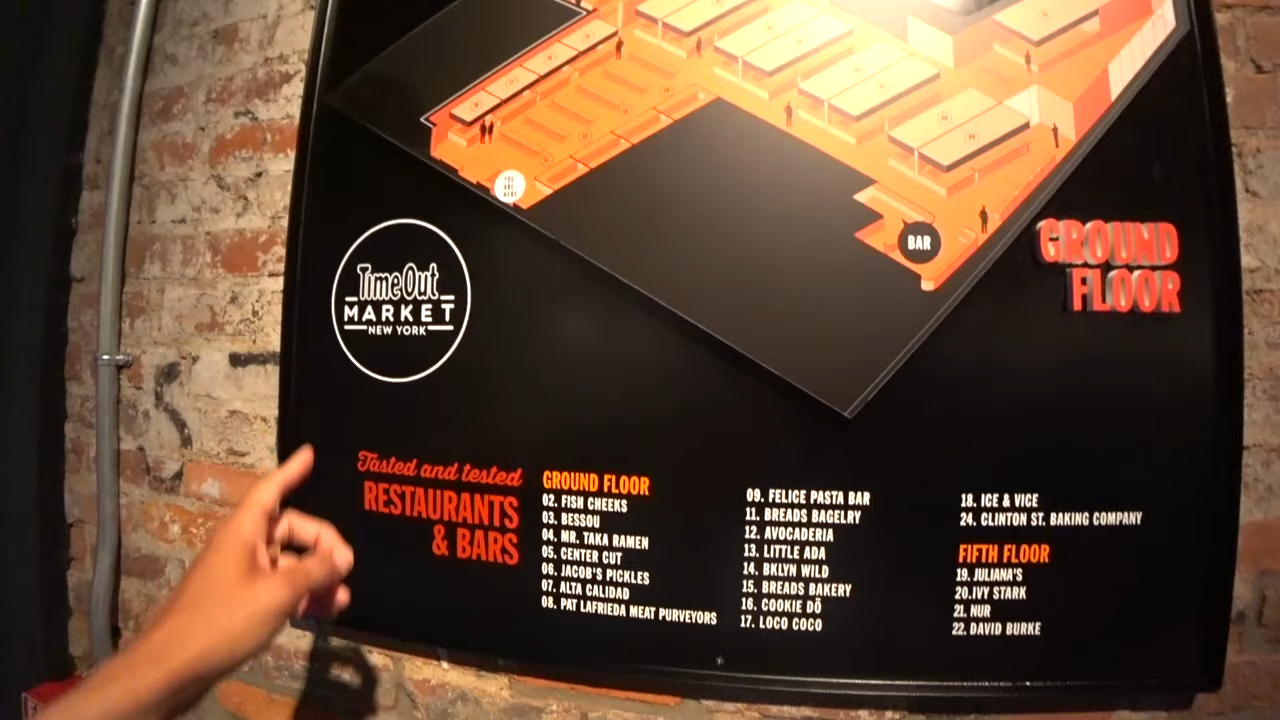 YOU
ARE
HERE
BAR
GROUND
FLOOR
Time Out
MARKET
NEW YORK
Tasted and tested
RESTAURANTS
& BARS
GROUND FLOOR
02. FISH CHEEKS
03. BESSOU
04. MR. TAKA RAMEN
05. CENTER CUT
06. JACOB'S PICKLES
07. ALTA CALIDAD
08. PAT LAFRIEDA MEAT PURVEYORS
09. FELICE PASTA BAR
11. BREADS BAGELRY
12. AVOCADERIA
13. LITTLE ADA
14. BKLYN WILD
15. BREADS BAKERY
16. COOKIE DŌ
17. LOCO COCO
18. ICE & VICE
24. CLINTON ST. BAKING COMPANY
FIFTH FLOOR
19. JULIANA'S
20.IVY STARK
21. NUR
22. DAVID BURKE